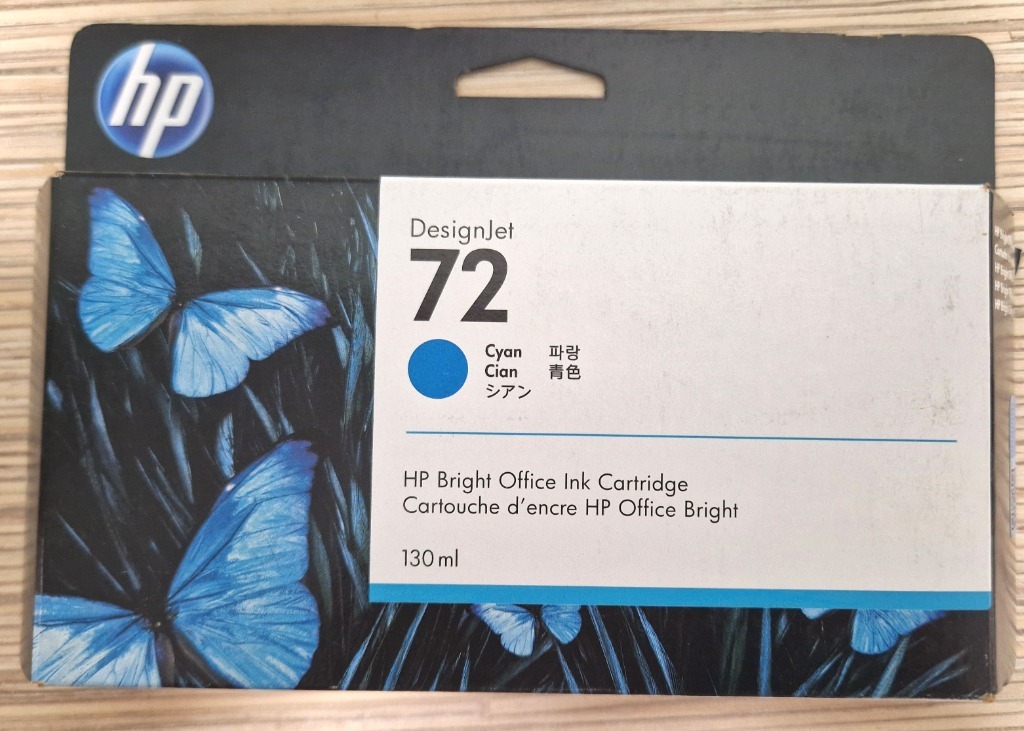 hp
DesignJet
72
Cyan 파랑
Cian 青色
シアン
HP Bright Office Ink Cartridge
Cartouche d'encre HP Office Bright
130 ml